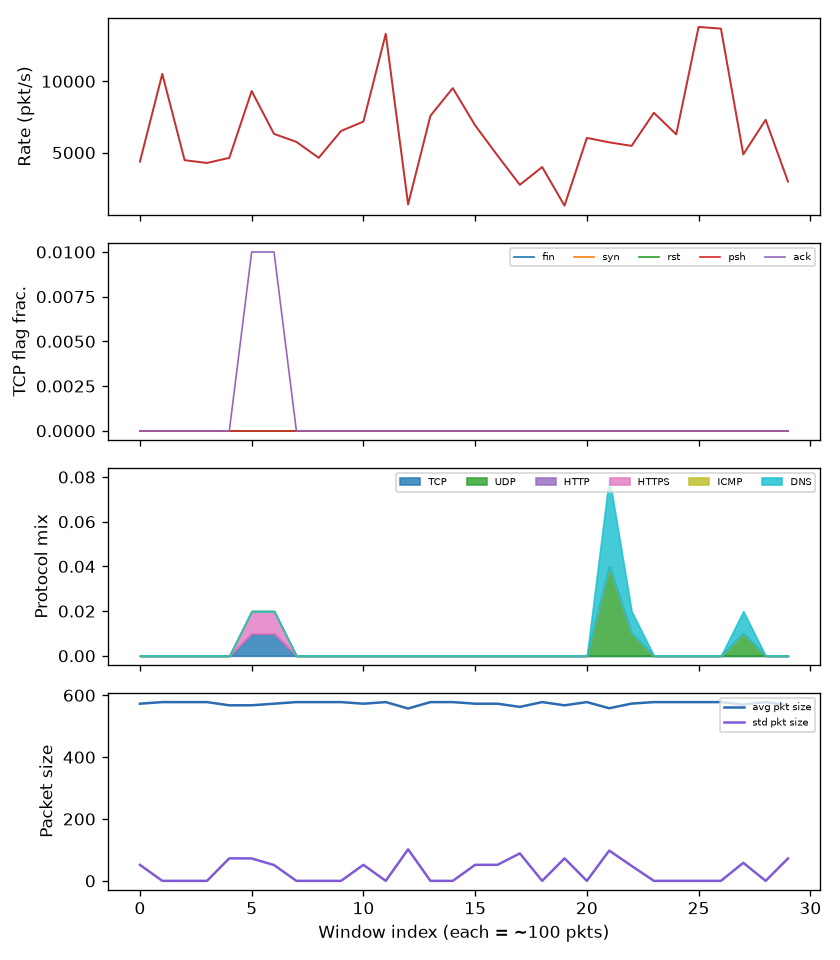 Rate (pkt/s)
10000
5000
TCP flag frac.
0.0100
0.0075
0.0050
0.0025
0.0000
fin syn rst psh ack
Protocol mix
0.08
0.06
0.04
0.02
0.00
TCP UDP HTTP HTTPS ICMP DNS
Packet size
600
400
200
0
avg pkt size
std pkt size
0 5 10 15 20 25 30
Window index (each = ~100 pkts)